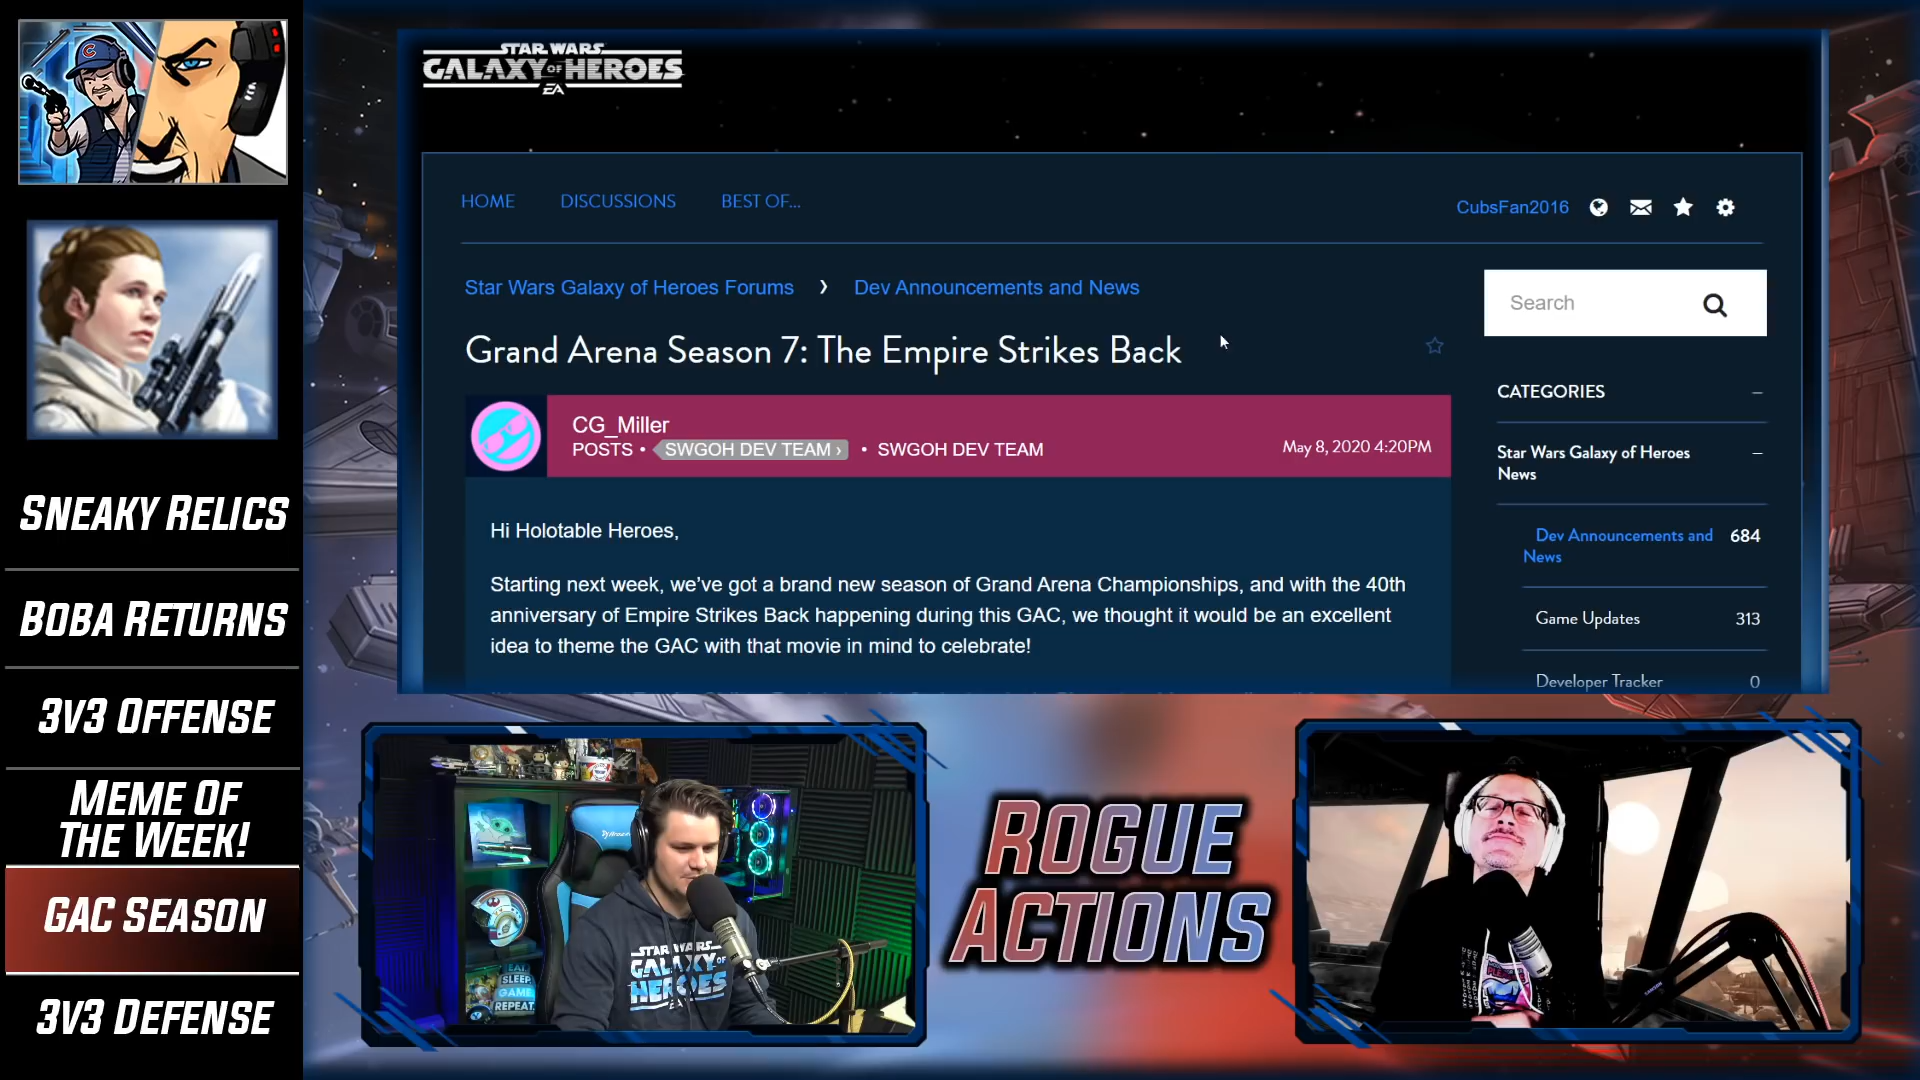 SNEAKY RELICS
BOBA RETURNS
3V3 OFFENSE
MEME OF
THE WEEK!
GAC SEASON
3V3 DEFENSE
STAR WARS
GALAXY OF HEROES
EA
HOME DISCUSSIONS BEST OF...
CubsFan2016
Star Wars Galaxy of Heroes Forums › Dev Announcements and News
Grand Arena Season 7: The Empire Strikes Back
CG_Miller
POSTS • SWGOH DEV TEAM › • SWGOH DEV TEAM
May 8, 2020 4:20PM
Hi Holotable Heroes,
Starting next week, we've got a brand new season of Grand Arena Championships, and with the 40th
anniversary of Empire Strikes Back happening during this GAC, we thought it would be an excellent
idea to theme the GAC with that movie in mind to celebrate!
Search
CATEGORIES
Star Wars Galaxy of Heroes
News
Dev Announcements and 684
News
Game Updates 313
Developer Tracker 0
STAR WARS
GALAXY OF
HEROES
EA
EAT
SLEEP
GAME
REPEAT
ROGUE
ACTIONS